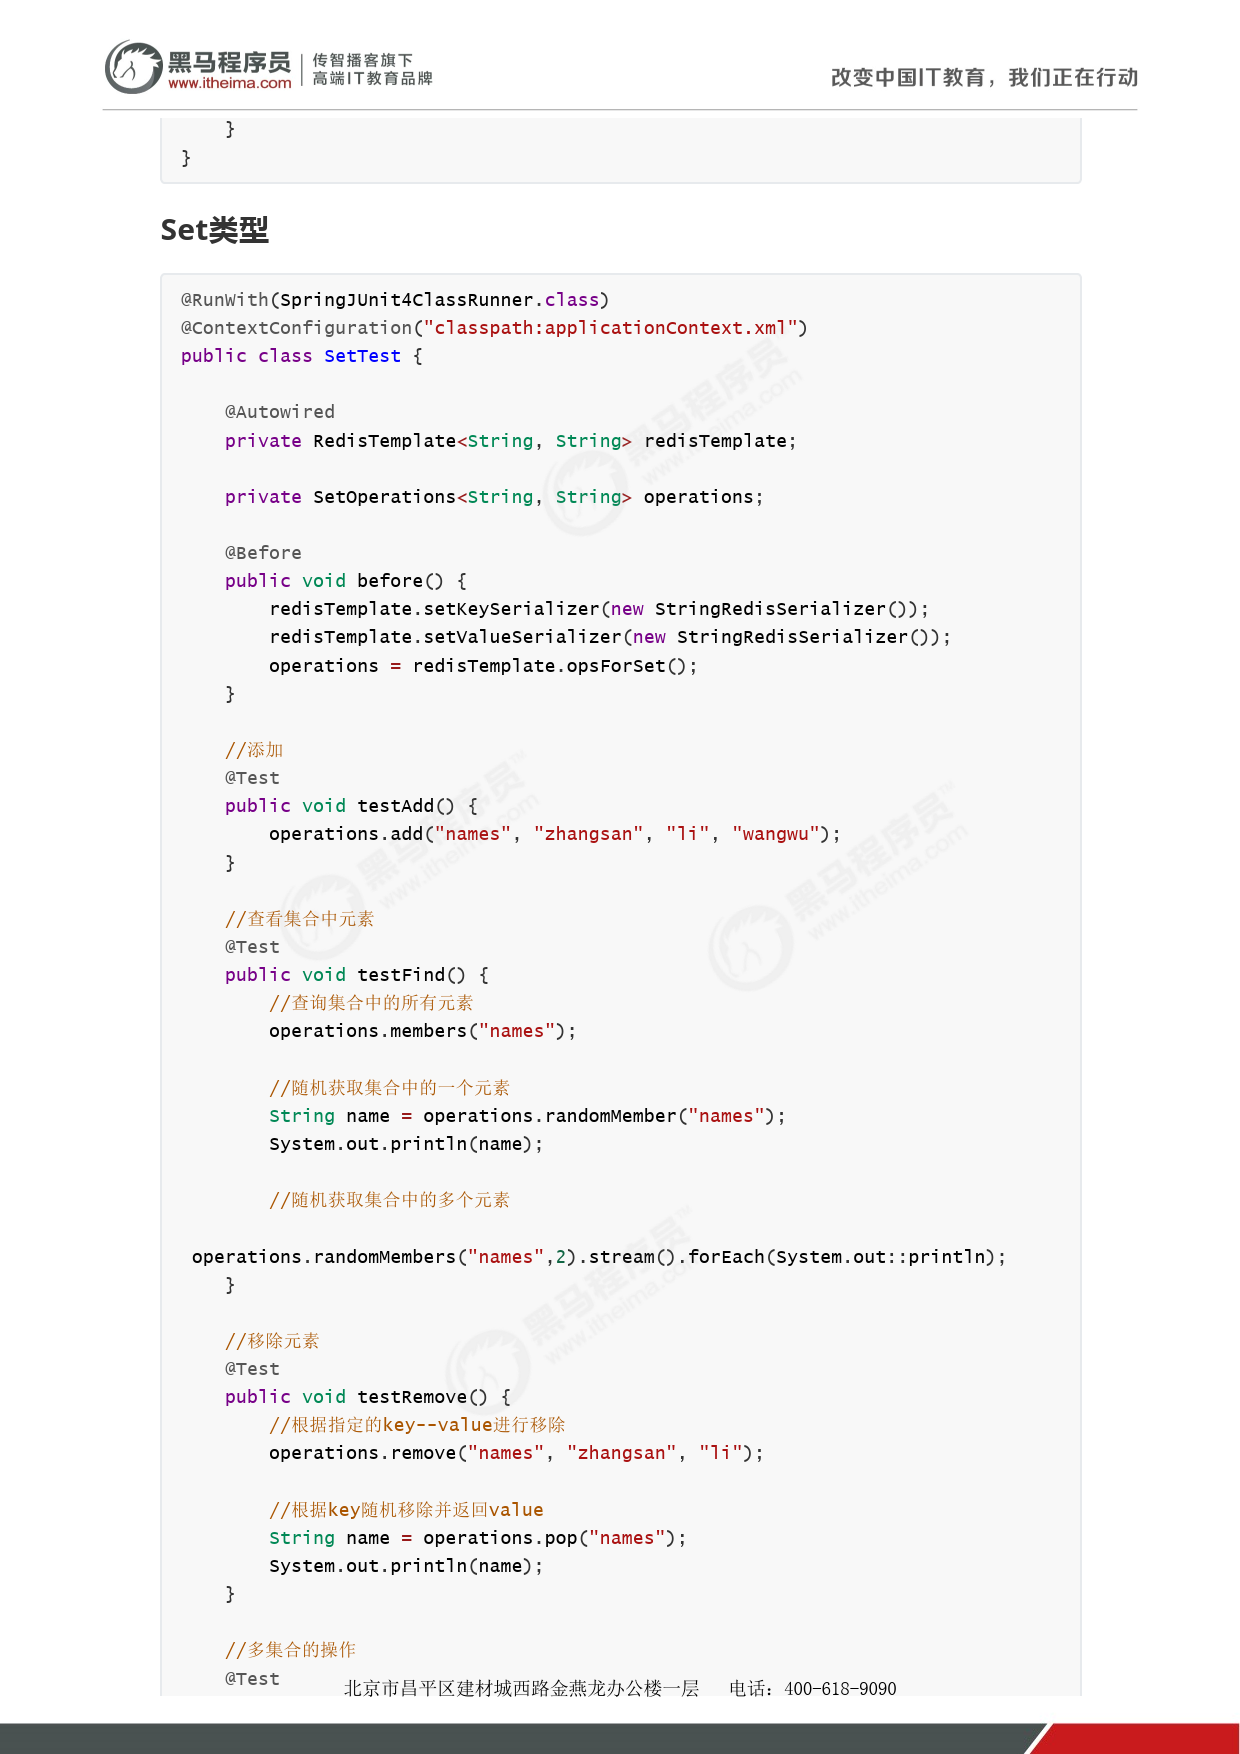 黑马程序员
www.itheima.com
传智播客旗下
高端IT教育品牌
改变中国IT教育，我们正在行动
    }
}
Set类型
@RunWith(SpringJUnit4ClassRunner.class)
@ContextConfiguration("classpath:applicationContext.xml")
public class SetTest {
    @Autowired
    private RedisTemplate<String, String> redisTemplate;
    private SetOperations<String, String> operations;
    @Before
    public void before() {
        redisTemplate.setKeySerializer(new StringRedisSerializer());
        redisTemplate.setValueSerializer(new StringRedisSerializer());
        operations = redisTemplate.opsForSet();
    }
    //添加
    @Test
    public void testAdd() {
        operations.add("names", "zhangsan", "li", "wangwu");
    }
    //查看集合中元素
    @Test
    public void testFind() {
        //查询集合中的所有元素
        operations.members("names");
        //随机获取集合中的一个元素
        String name = operations.randomMember("names");
        System.out.println(name);
        //随机获取集合中的多个元素
 operations.randomMembers("names",2).stream().forEach(System.out::println);
    }
    //移除元素
    @Test
    public void testRemove() {
        //根据指定的key--value进行移除
        operations.remove("names", "zhangsan", "li");
        //根据key随机移除并返回value
        String name = operations.pop("names");
        System.out.println(name);
    }
    //多集合的操作
    @Test
北京市昌平区建材城西路金燕龙办公楼一层 电话：400-618-9090